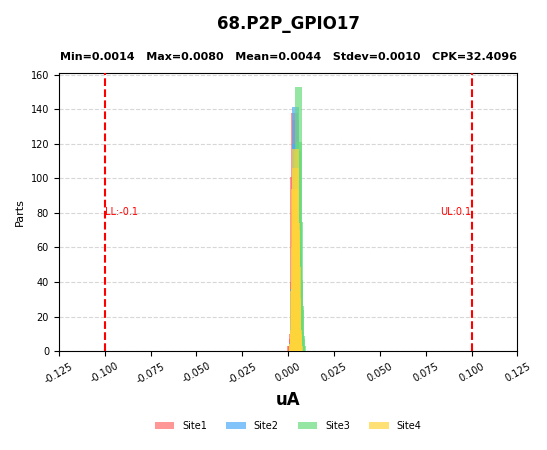 68.P2P_GPIO17
Min=0.0014 Max=0.0080 Mean=0.0044 Stdev=0.0010 CPK=32.4096
160
140
120
100
80
60
40
20
0
Parts
LL:-0.1
UL:0.1
-0.125 -0.100 -0.075 -0.050 -0.025 0.000 0.025 0.050 0.075 0.100 0.125
uA
Site1 Site2 Site3 Site4